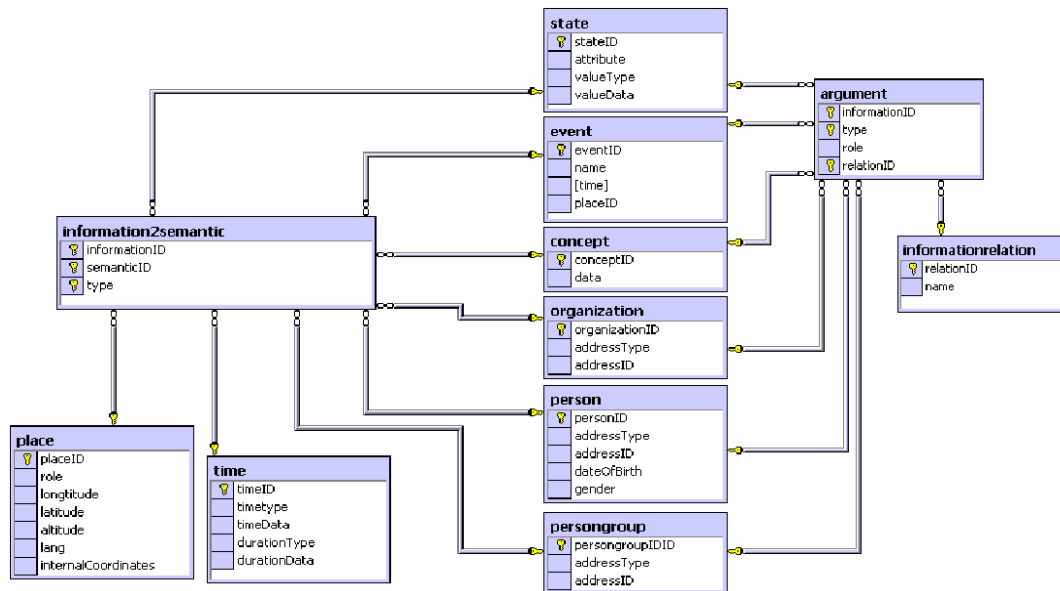 state
stateID
attribute
valueType
valueData
event
eventID
name
[time]
placeID
concept
conceptID
data
organization
organizationID
addressType
addressID
person
personID
addressType
addressID
dateOfBirth
gender
persongroup
persongroupIDID
addressType
addressID
argument
informationID
type
role
relationID
informationrelation
relationID
name
information2semantic
informationID
semanticID
type
place
placeID
role
longtitude
latitude
altitude
lang
internalCoordinates
time
timeID
timetype
timeData
durationType
durationData